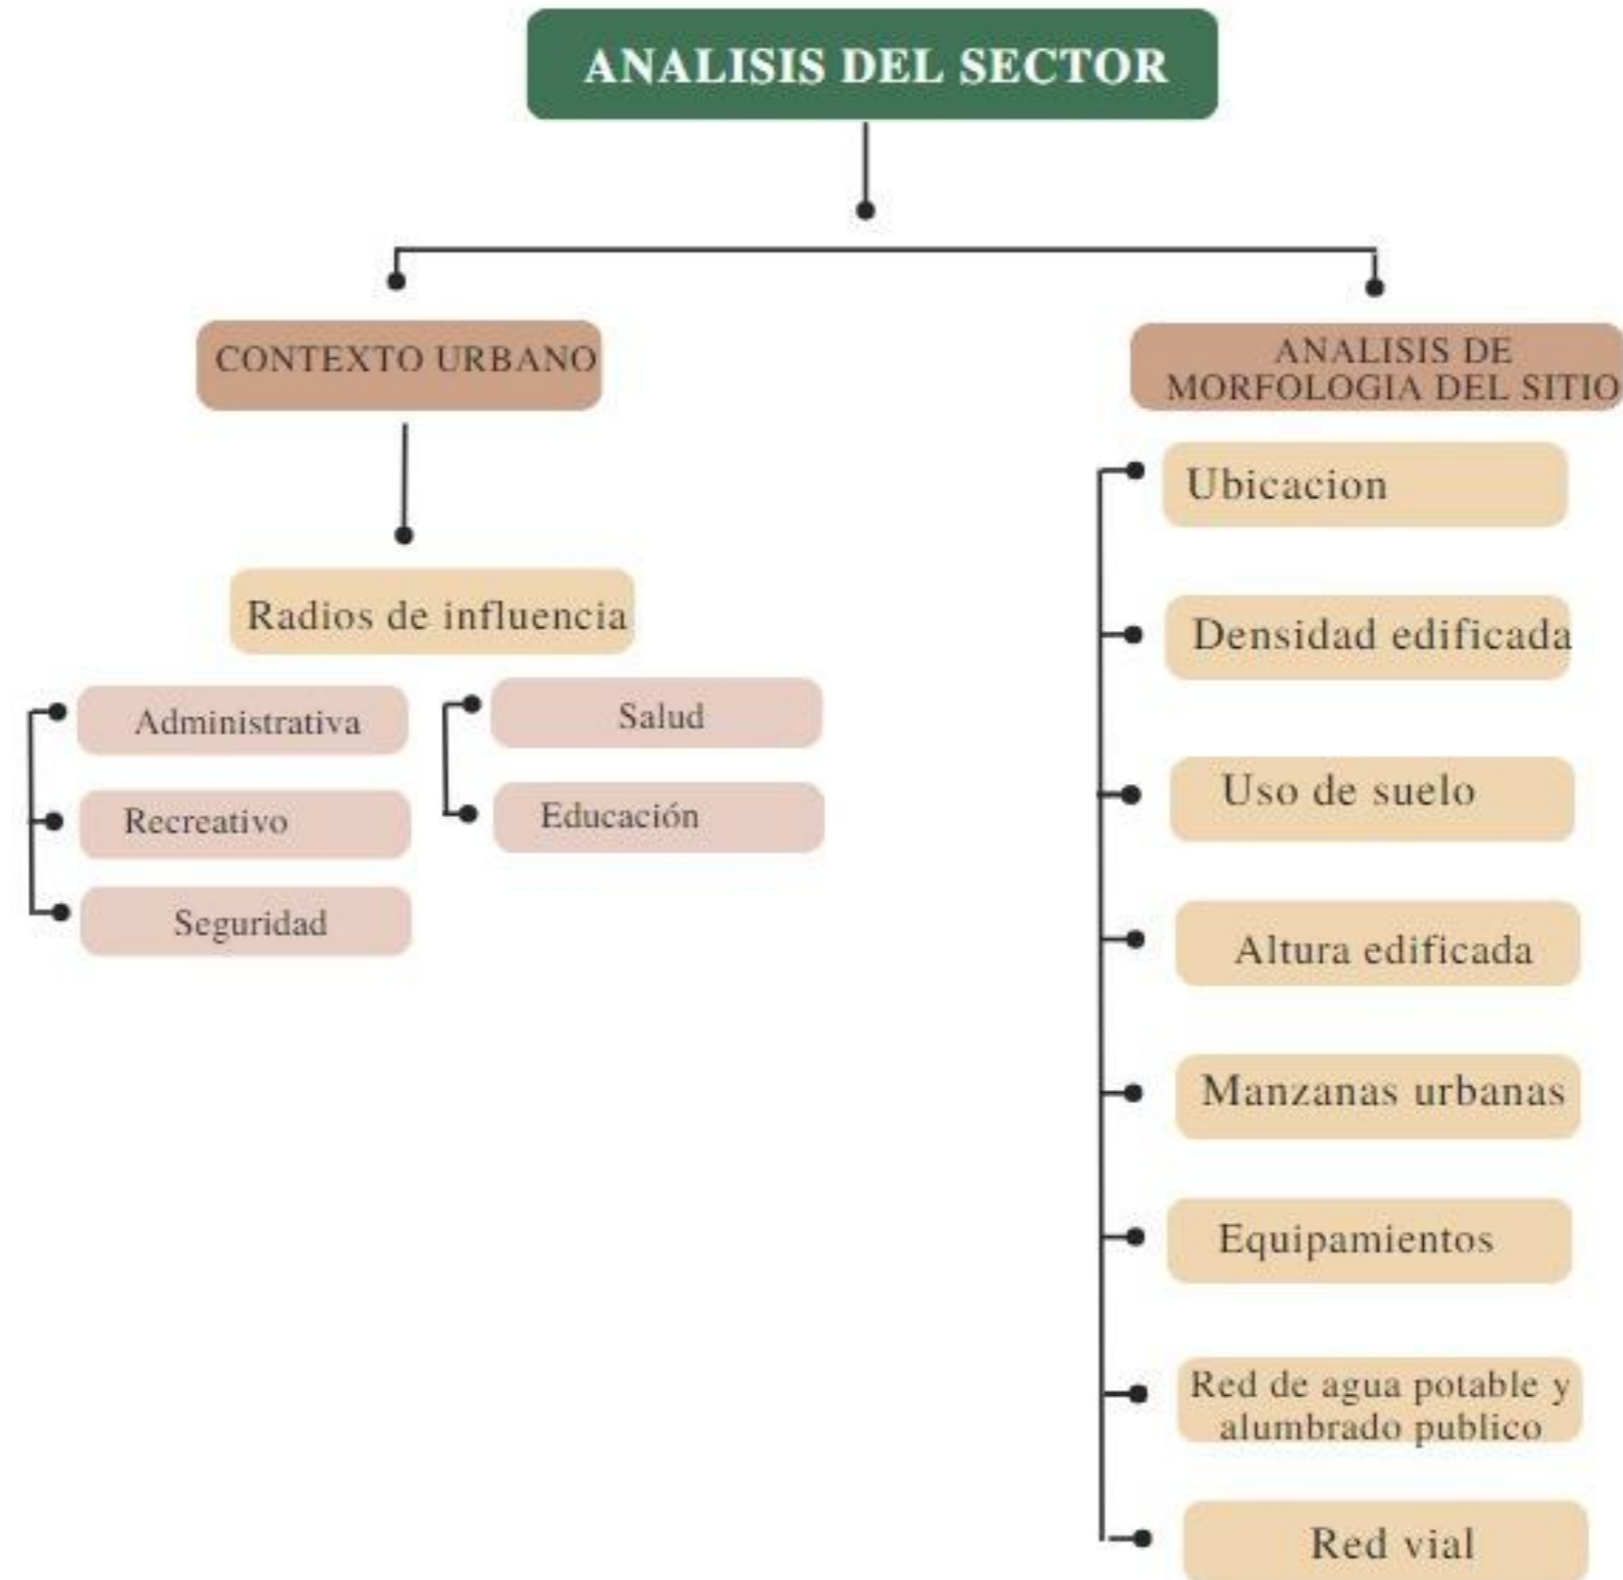 ANALISIS DEL SECTOR
CONTEXTO URBANO
Radios de influencia
Administrativa
Recreativo
Seguridad
Salud
Educación
ANALISIS DE
MORFOLOGIA DEL SITIO
Ubicacion
Densidad edificada
Uso de suelo
Altura edificada
Manzanas urbanas
Equipamientos
Red de agua potable y
alumbrado publico
Red vial